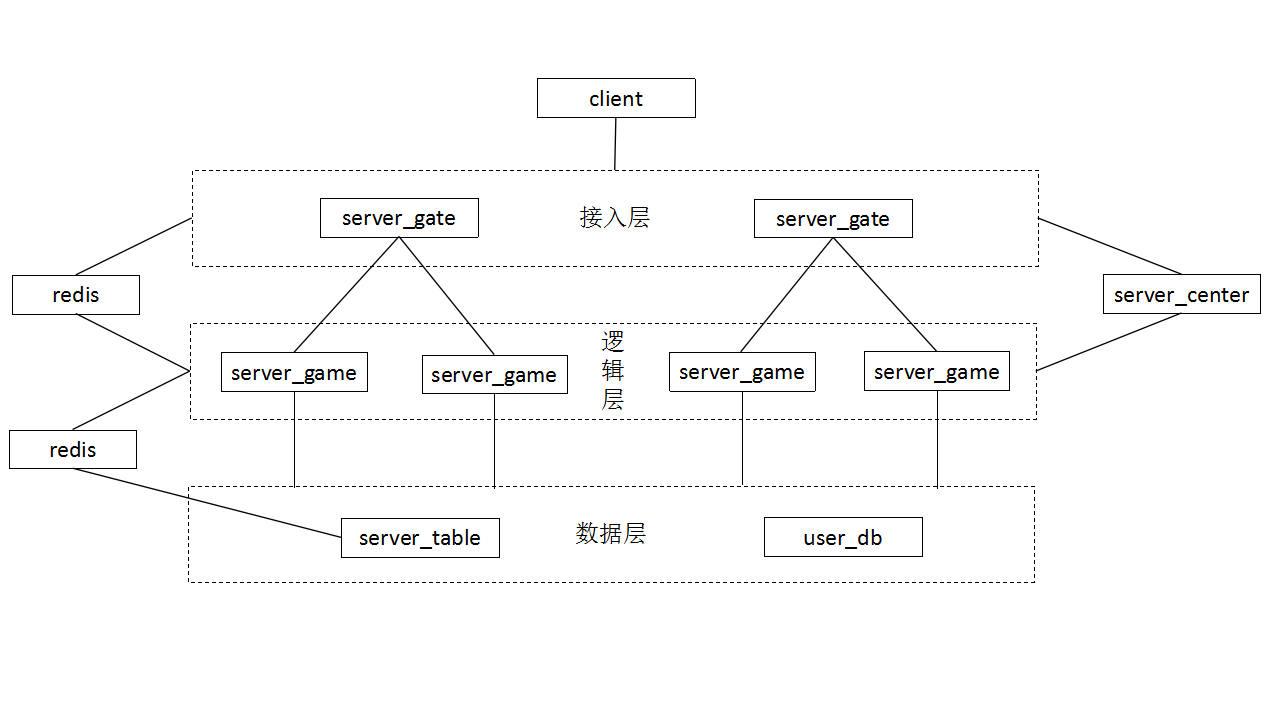 client
server_gate
接入层
server_gate
redis
server_center
逻
辑
层
server_game
server_game
server_game
server_game
redis
server_table
数据层
user_db